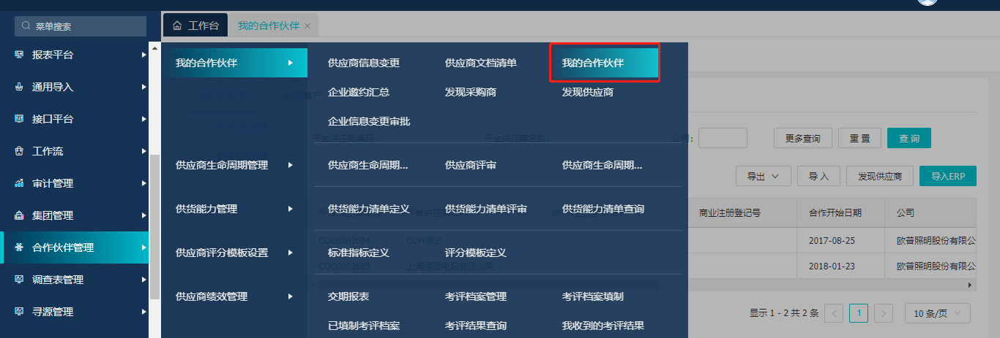 菜单搜索
工作台
我的合作伙伴 ×
报表平台
通用导入
接口平台
工作流
审计管理
集团管理
合作伙伴管理
调查表管理
寻源管理
我的合作伙伴
供应商信息变更
供应商文档清单
我的合作伙伴
企业邀约汇总
发现采购商
发现供应商
企业信息变更审批
供应商生命周期管理
供应商生命周期...
供应商评审
供应商生命周期...
供货能力管理
供货能力清单定义
供货能力清单评审
供货能力清单查询
供应商评分模板设置
标准指标定义
评分模板定义
供应商绩效管理
交期报表
考评档案管理
考评档案填制
已填制考评档案
考评结果查询
我收到的考评结果
我的客户
平台供应商编码:
平台供应商名称:
公司:
更多查询
重 置
查 询
导出
导 入
发现供应商
导入ERP
商业注册登记号
合作开始日期
公司
CO00003604
CCH测试
2017-08-25
欧普照明股份有限公
CO00003603
2018-01-23
欧普照明股份有限公
显示 1 - 2 共 2 条
1
10 条/页